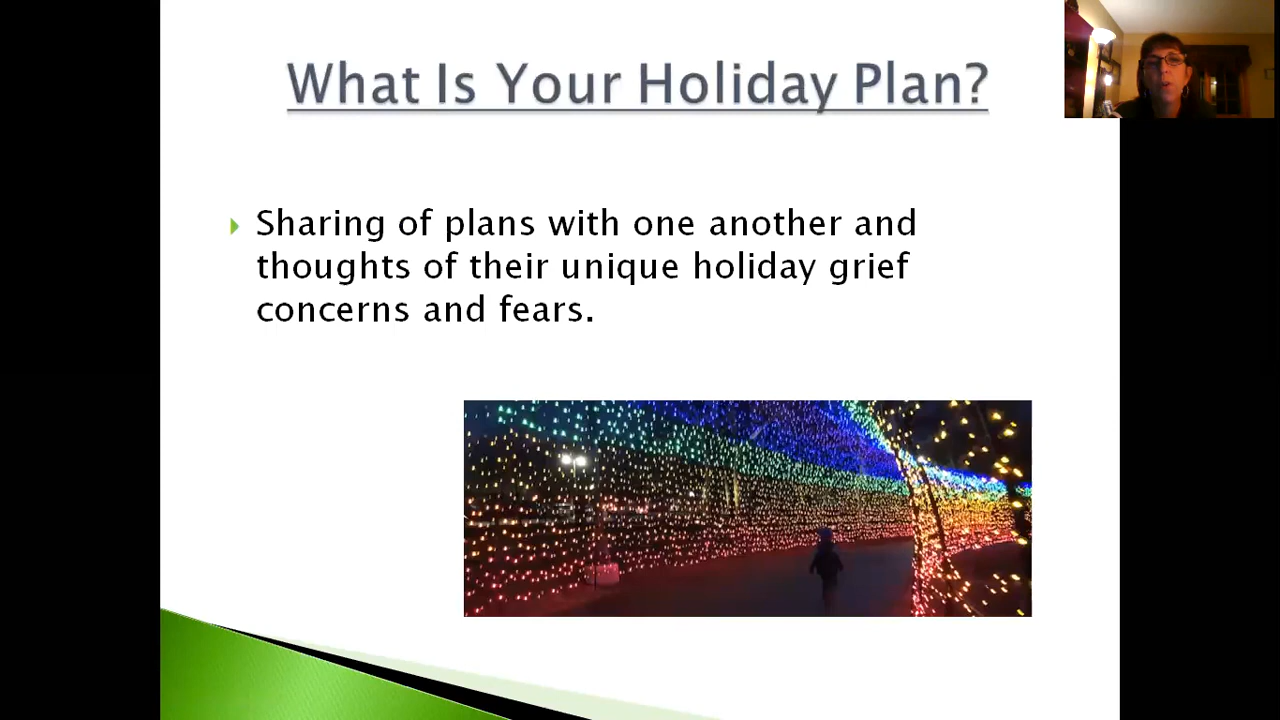 What Is Your Holiday Plan?
Sharing of plans with one another and
thoughts of their unique holiday grief
concerns and fears.